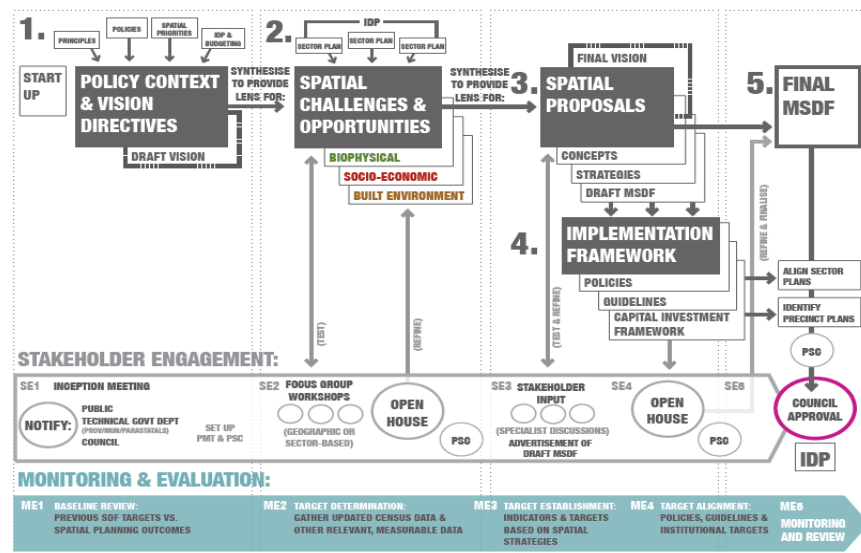 1.
START
UP
PRINCIPLES
POLICIES
SPATIAL
PRIORITIES
IDP &
BUDGETING
POLICY CONTEXT
& VISION
DIRECTIVES
DRAFT VISION
SYNTHESISE
TO PROVIDE
LENS FOR:
2.
IDP
SECTOR PLAN
SECTOR PLAN
SECTOR PLAN
SPATIAL
CHALLENGES &
OPPORTUNITIES
BIOPHYSICAL
SOCIO-ECONOMIC
BUILT ENVIRONMENT
SYNTHESISE
TO PROVIDE
LENS FOR:
3.
FINAL VISION
SPATIAL
PROPOSALS
CONCEPTS
STRATEGIES
DRAFT MSDF
4.
IMPLEMENTATION
FRAMEWORK
POLICIES
GUIDELINES
CAPITAL INVESTMENT
FRAMEWORK
5.
FINAL
MSDF
(REFINE & FINALISE)
ALIGN SECTOR
PLANS
IDENTIFY
PRECINCT PLANS
PSC
(TEST)
(REFINE)
(TEST & REFINE)
STAKEHOLDER ENGAGEMENT:
SE1
INCEPTION MEETING
NOTIFY:
PUBLIC
TECHNICAL GOVT DEPT
(PROV/MUN/PARASTATALS)
COUNCIL
SET UP
PMT & PSC
SE2
FOCUS GROUP
WORKSHOPS
(GEOGRAPHIC OR
SECTOR-BASED)
OPEN
HOUSE
PSC
SE3
STAKEHOLDER
INPUT
(SPECIALIST DISCUSSIONS)
ADVERTISEMENT OF
DRAFT MSDF
SE4
OPEN
HOUSE
PSC
SE5
COUNCIL
APPROVAL
IDP
MONITORING & EVALUATION:
ME1
BASELINE REVIEW:
PREVIOUS SDF TARGETS VS.
SPATIAL PLANNING OUTCOMES
ME2
TARGET DETERMINATION:
GATHER UPDATED CENSUS DATA &
OTHER RELEVANT, MEASURABLE DATA
ME3
TARGET ESTABLISHMENT:
INDICATORS & TARGETS
BASED ON SPATIAL
STRATEGIES
ME4
TARGET ALIGNMENT:
POLICIES, GUIDELINES &
INSTITUTIONAL TARGETS
ME5
MONITORING
AND REVIEW